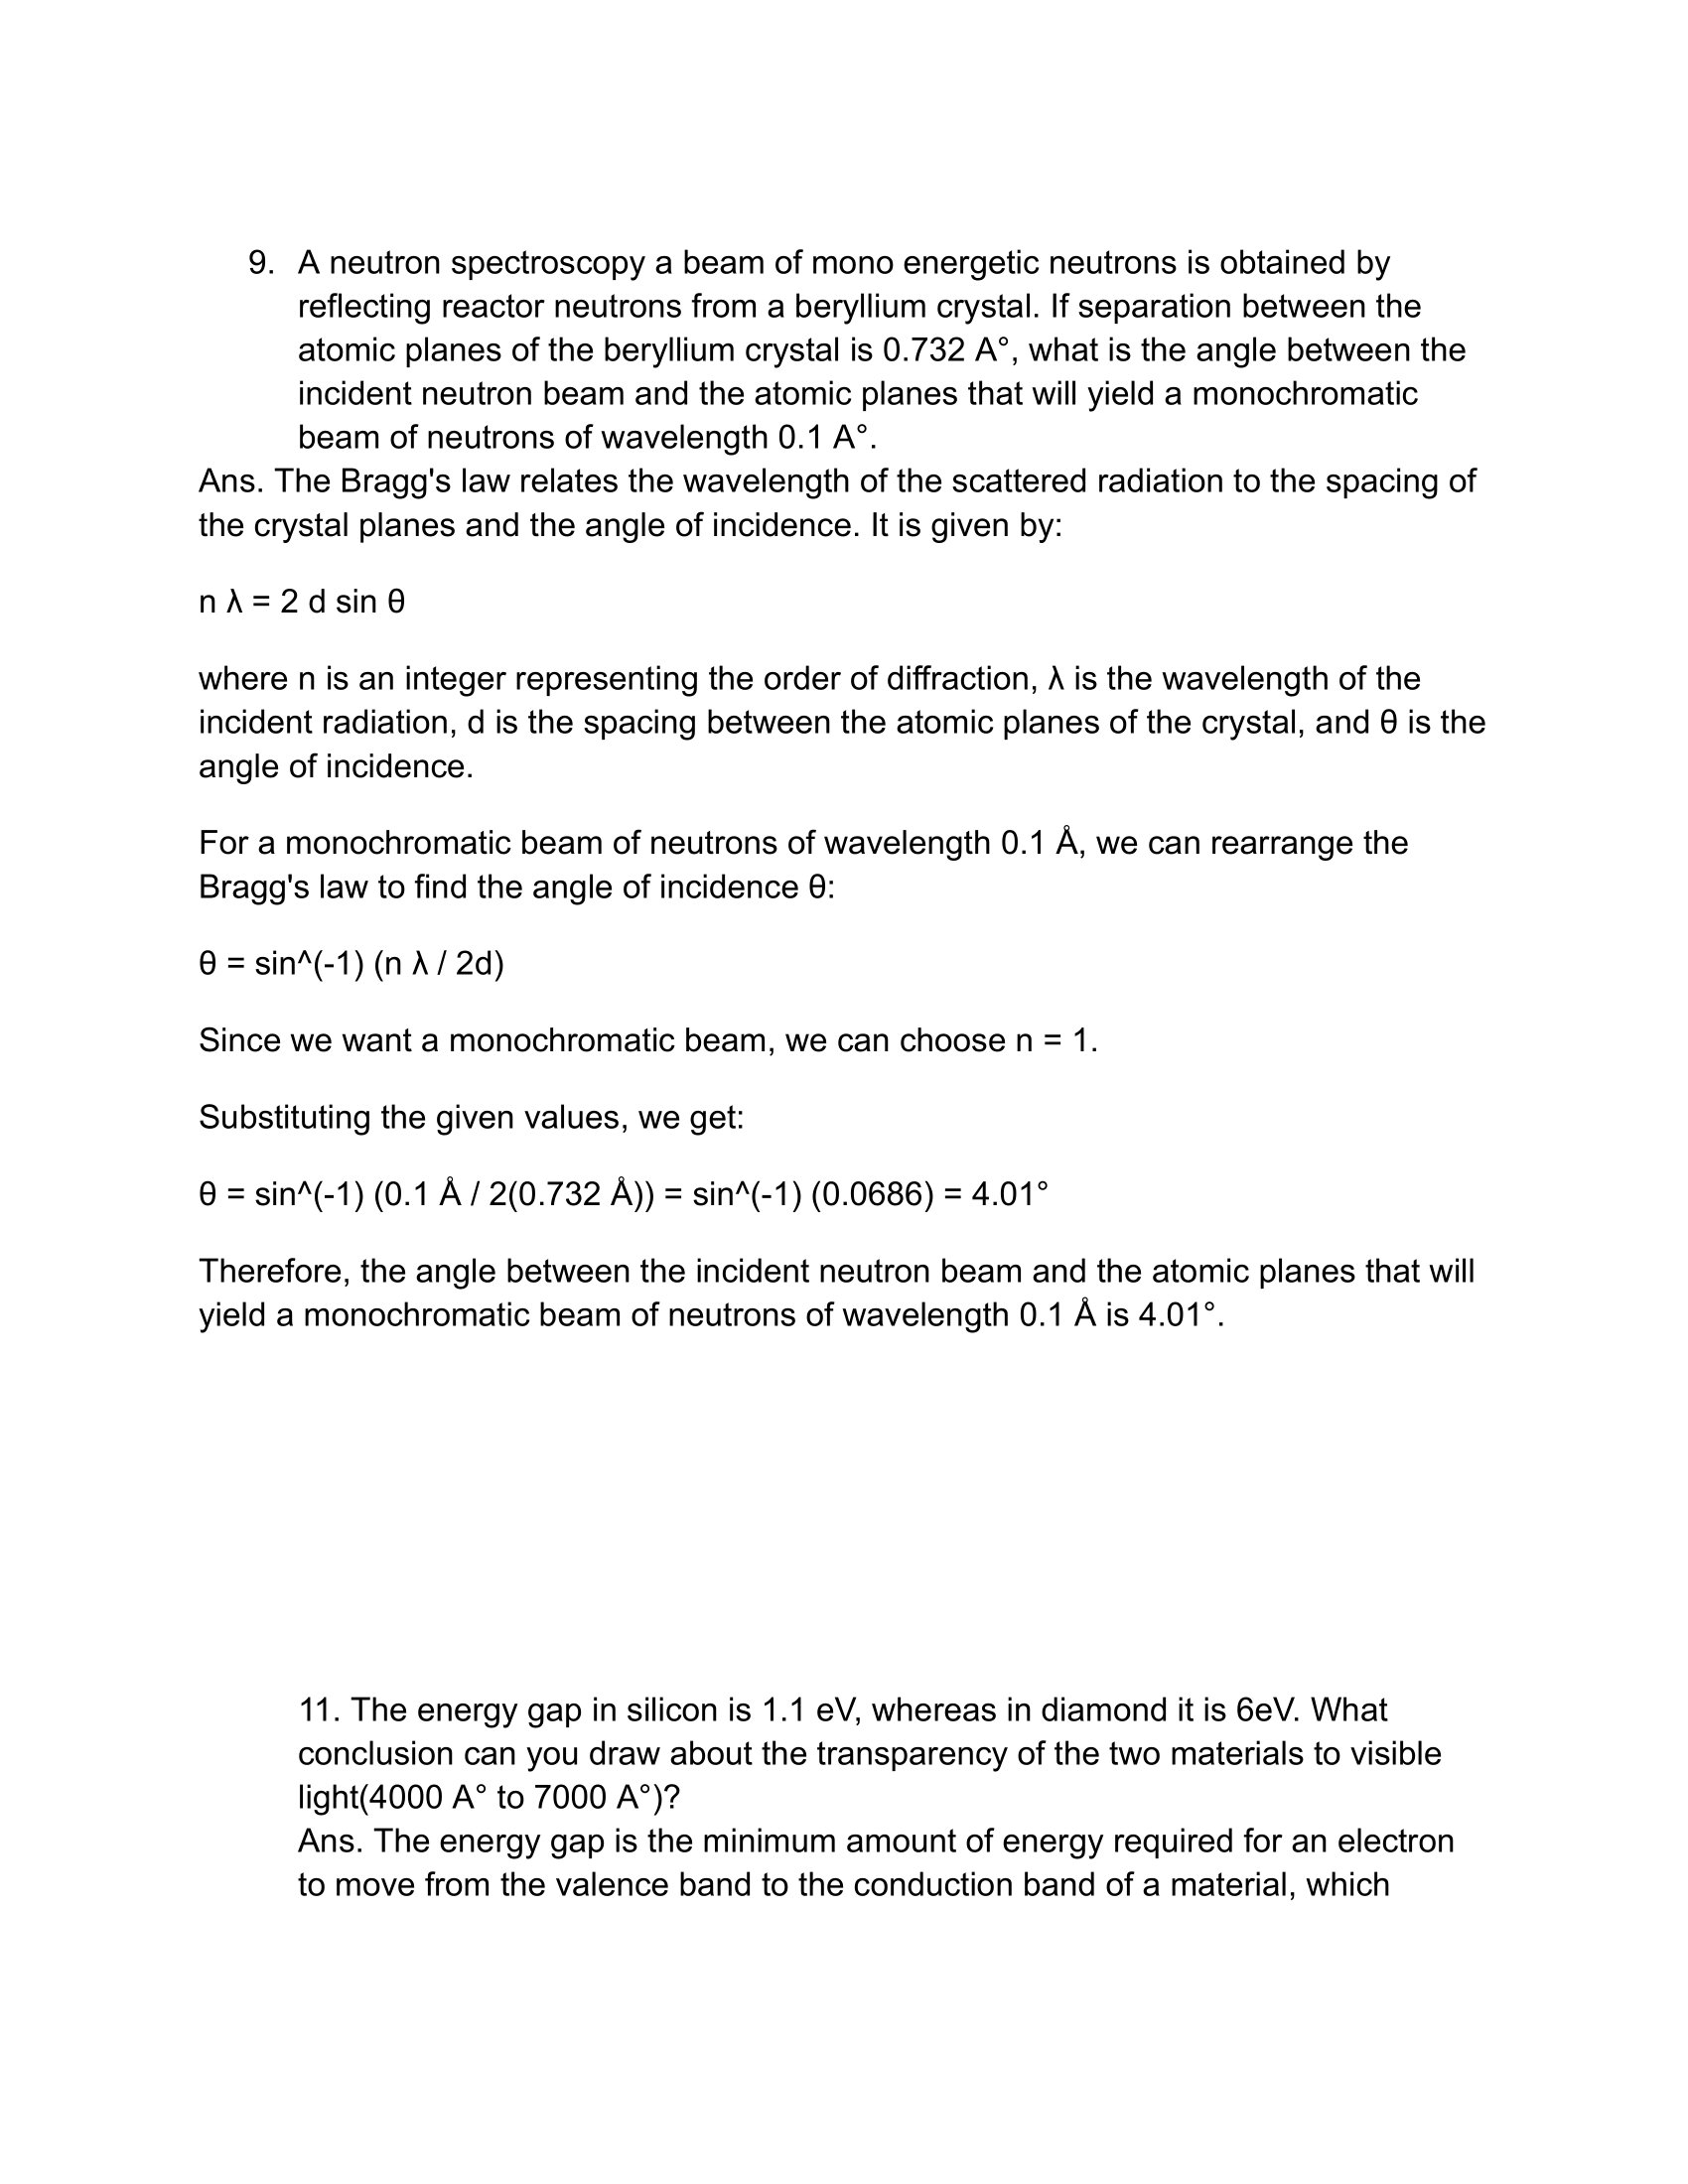 9. A neutron spectroscopy a beam of mono energetic neutrons is obtained by
reflecting reactor neutrons from a beryllium crystal. If separation between the
atomic planes of the beryllium crystal is 0.732 A°, what is the angle between the
incident neutron beam and the atomic planes that will yield a monochromatic
beam of neutrons of wavelength 0.1 A°.
Ans. The Bragg's law relates the wavelength of the scattered radiation to the spacing of
the crystal planes and the angle of incidence. It is given by:
n λ = 2 d sin θ
where n is an integer representing the order of diffraction, λ is the wavelength of the
incident radiation, d is the spacing between the atomic planes of the crystal, and θ is the
angle of incidence.
For a monochromatic beam of neutrons of wavelength 0.1 Å, we can rearrange the
Bragg's law to find the angle of incidence θ:
θ = sin^(-1) (n λ / 2d)
Since we want a monochromatic beam, we can choose n = 1.
Substituting the given values, we get:
θ = sin^(-1) (0.1 Å / 2(0.732 Å)) = sin^(-1) (0.0686) = 4.01°
Therefore, the angle between the incident neutron beam and the atomic planes that will
yield a monochromatic beam of neutrons of wavelength 0.1 Å is 4.01°.
11. The energy gap in silicon is 1.1 eV, whereas in diamond it is 6eV. What
conclusion can you draw about the transparency of the two materials to visible
light(4000 A° to 7000 A°)?
Ans. The energy gap is the minimum amount of energy required for an electron
to move from the valence band to the conduction band of a material, which